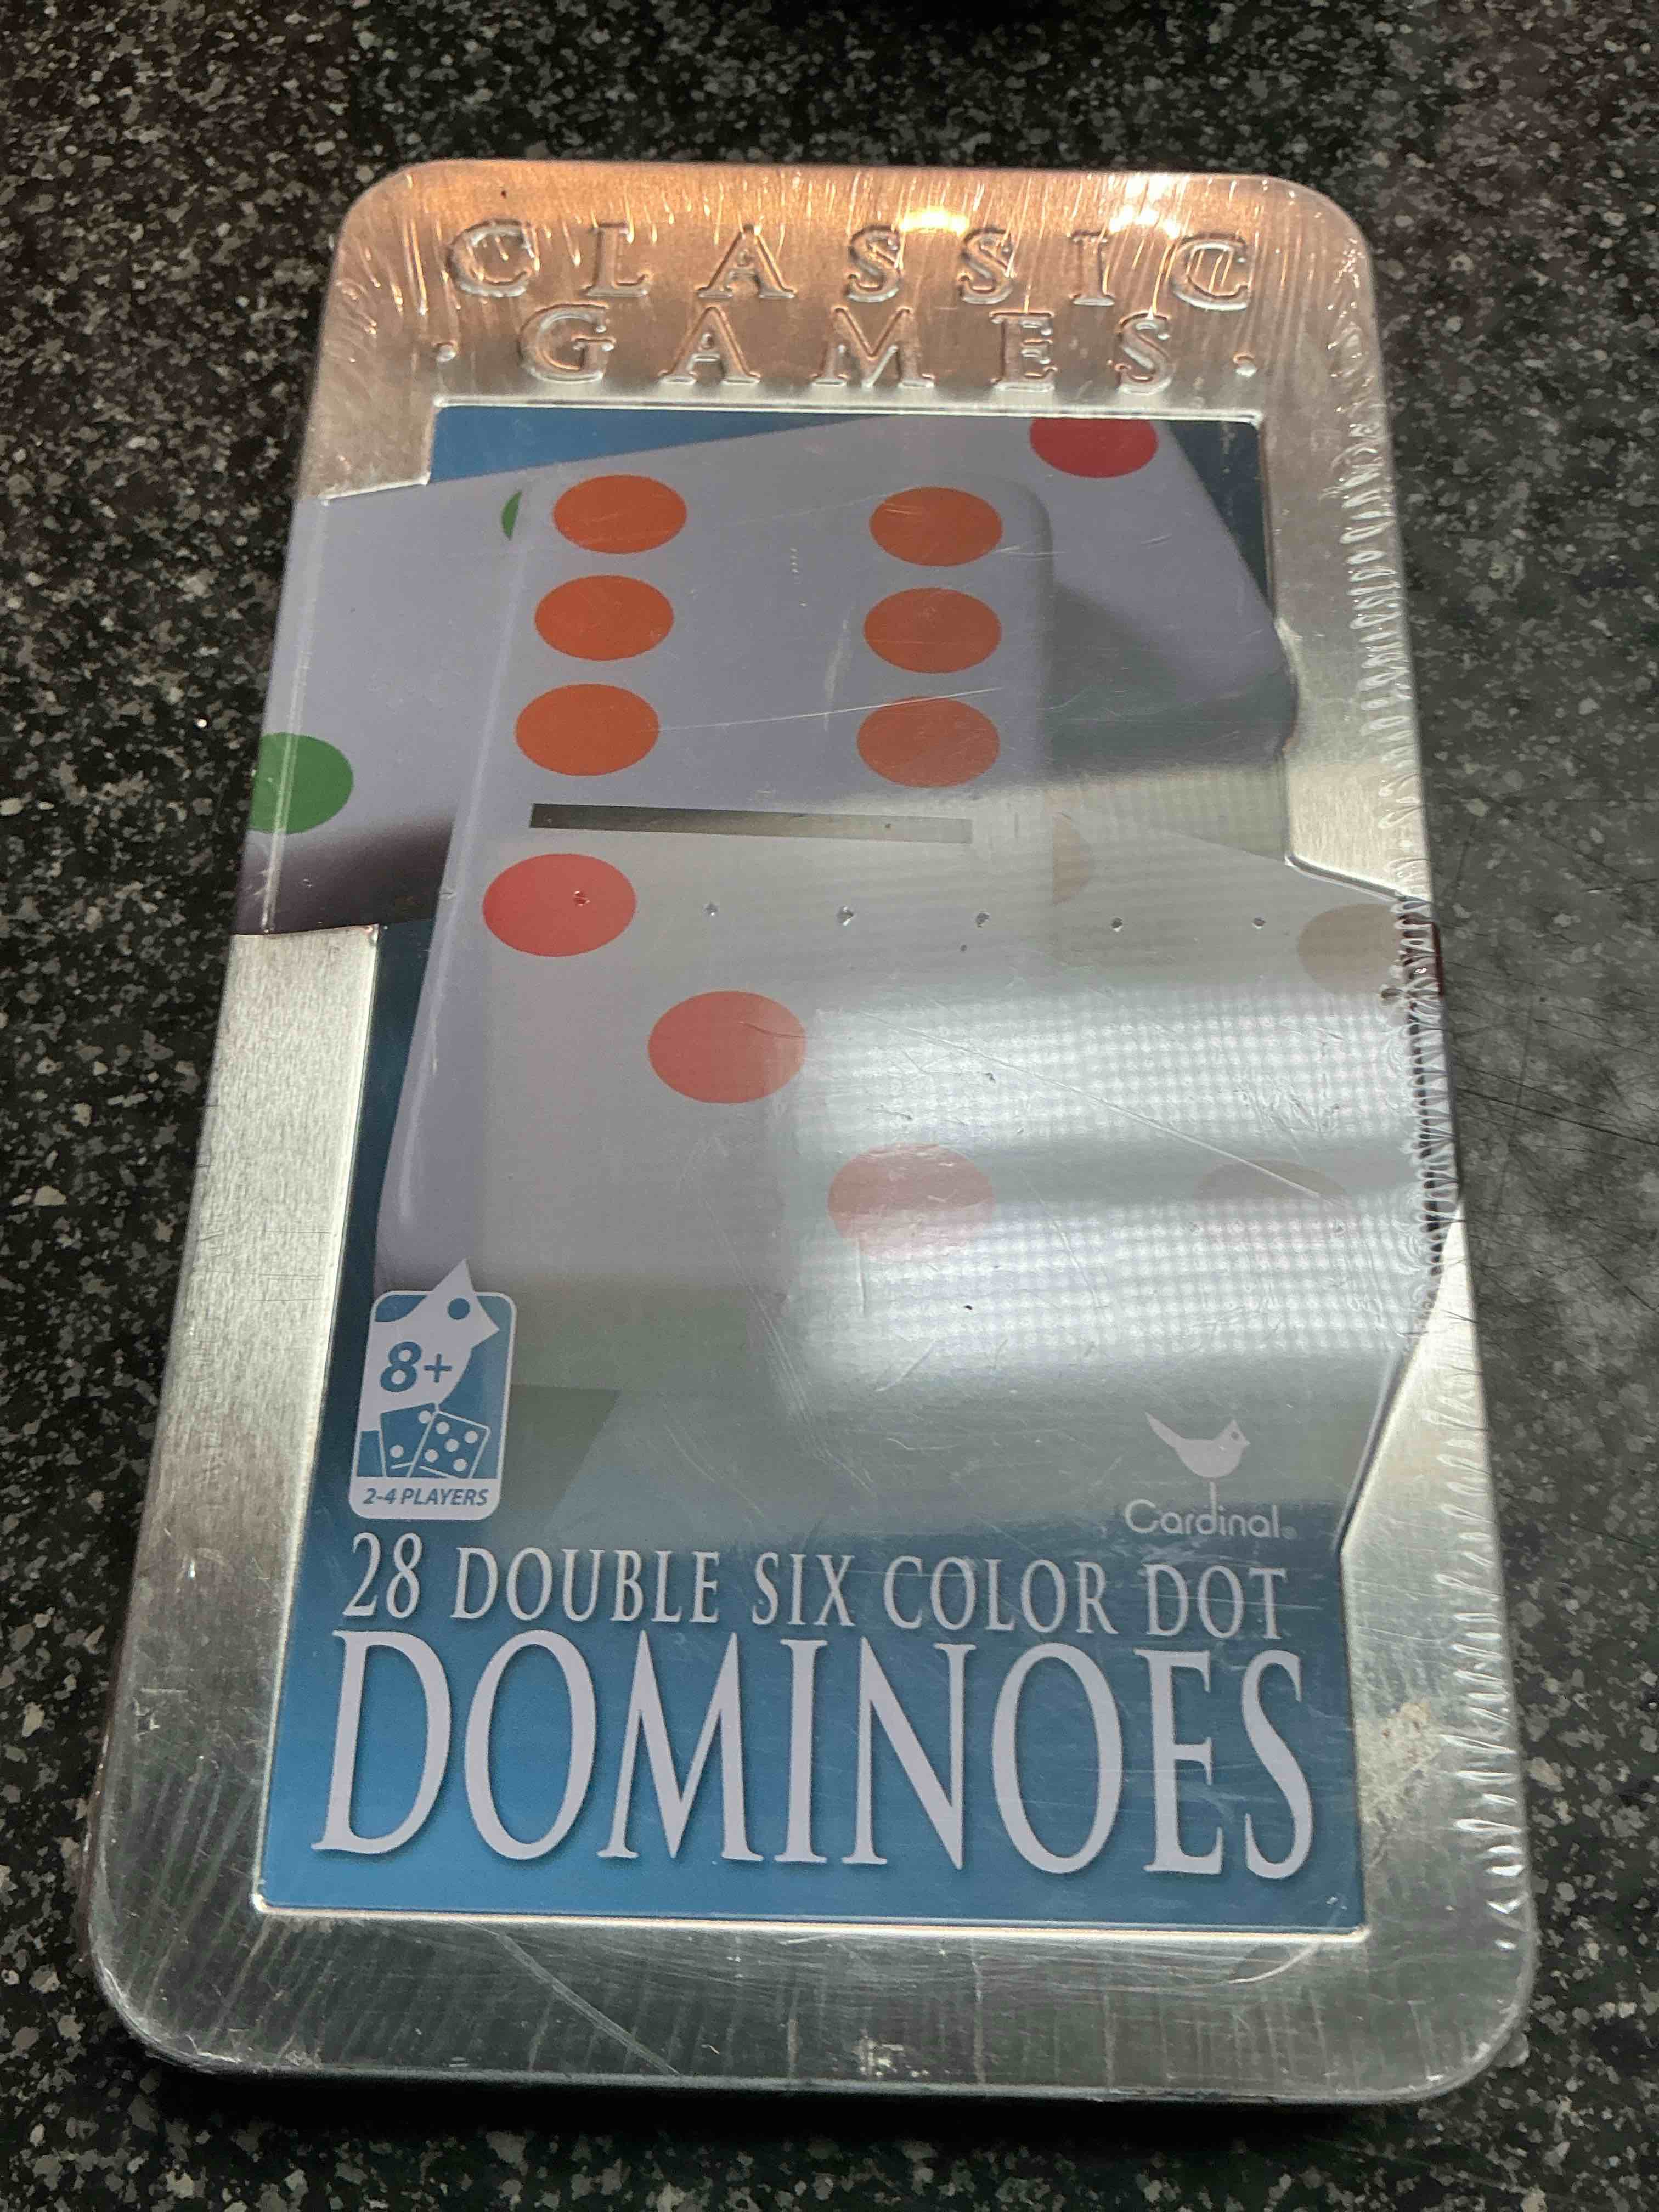 CLASSIC
· GAMES ·
8+
2-4 PLAYERS
Cardinal®
28 DOUBLE SIX COLOR DOT
DOMINOES